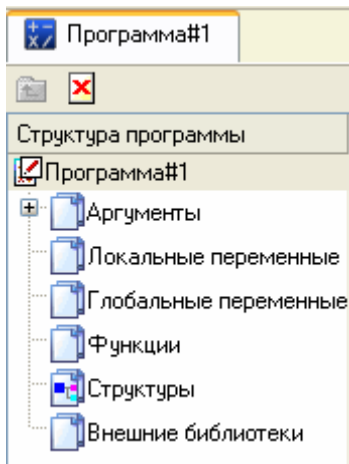 Программа#1
Структура программы
Программа#1
Аргументы
Локальные переменные
Глобальные переменные
Функции
Структуры
Внешние библиотеки